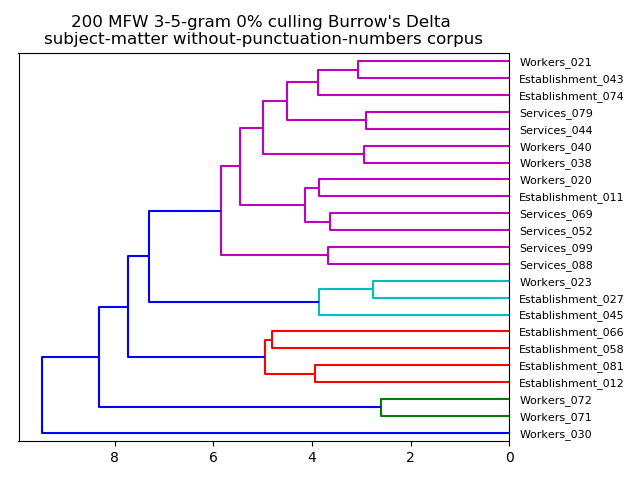 200 MFW 3-5-gram 0% culling Burrow's Delta
subject-matter without-punctuation-numbers corpus
Workers_021
Establishment_043
Establishment_074
Services_079
Services_044
Workers_040
Workers_038
Workers_020
Establishment_011
Services_069
Services_052
Services_099
Services_088
Workers_023
Establishment_027
Establishment_045
Establishment_066
Establishment_058
Establishment_081
Establishment_012
Workers_072
Workers_071
Workers_030
8 6 4 2 0